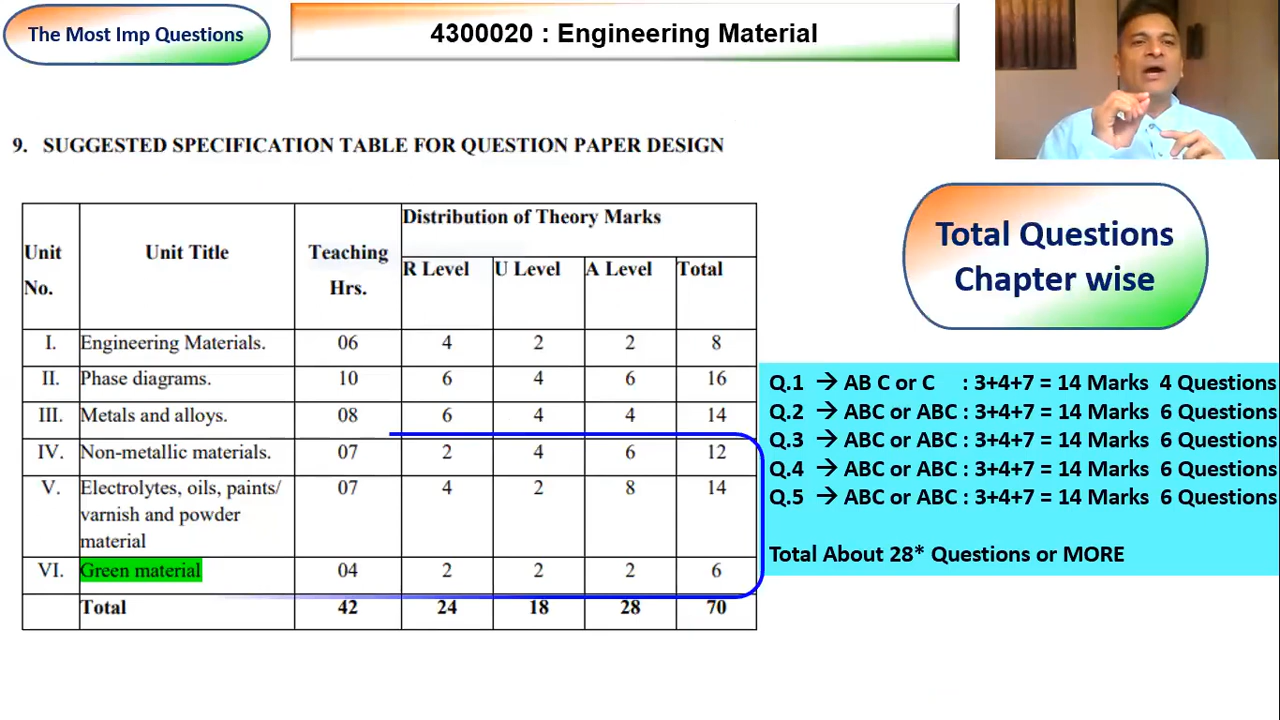 The Most Imp Questions
4300020 : Engineering Material
9. SUGGESTED SPECIFICATION TABLE FOR QUESTION PAPER DESIGN
Unit No. Unit Title Teaching Hrs. Distribution of Theory Marks
R Level U Level A Level Total
I. Engineering Materials. 06 4 2 2 8
II. Phase diagrams. 10 6 4 6 16
III. Metals and alloys. 08 6 4 4 14
IV. Non-metallic materials. 07 2 4 6 12
V. Electrolytes, oils, paints/ 07 4 2 8 14
varnish and powder
material
VI. Green material 04 2 2 2 6
Total 42 24 18 28 70
Total Questions
Chapter wise
Q.1 → AB C or C : 3+4+7 = 14 Marks 4 Questions
Q.2 → ABC or ABC : 3+4+7 = 14 Marks 6 Questions
Q.3 → ABC or ABC : 3+4+7 = 14 Marks 6 Questions
Q.4 → ABC or ABC : 3+4+7 = 14 Marks 6 Questions
Q.5 → ABC or ABC : 3+4+7 = 14 Marks 6 Questions
Total About 28* Questions or MORE